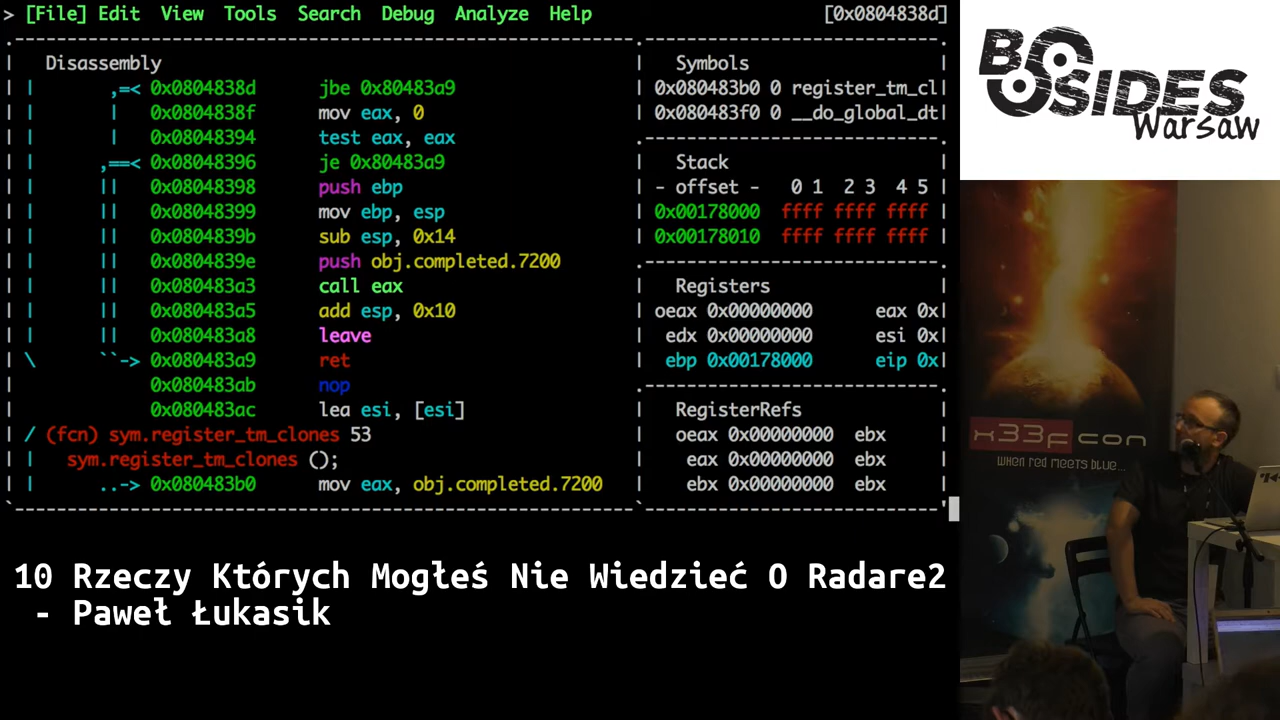 > [File] Edit View Tools Search Debug Analyze Help [0x0804838d]
Disassembly
| ,=< 0x0804838d jbe 0x80483a9
| | 0x0804838f mov eax, 0
| | 0x08048394 test eax, eax
| ,==< 0x08048396 je 0x80483a9
| || 0x08048398 push ebp
| || 0x08048399 mov ebp, esp
| || 0x0804839b sub esp, 0x14
| || 0x0804839e push obj.completed.7200
| || 0x080483a3 call eax
| || 0x080483a5 add esp, 0x10
| || 0x080483a8 leave
\ ``-> 0x080483a9 ret
0x080483ab nop
0x080483ac lea esi, [esi]
/ (fcn) sym.register_tm_clones 53
| sym.register_tm_clones ();
| ..-> 0x080483b0 mov eax, obj.completed.7200
Symbols
0x080483b0 0 register_tm_cl
0x080483f0 0 __do_global_dt
Stack
- offset - 0 1 2 3 4 5
0x00178000 ffff ffff ffff
0x00178010 ffff ffff ffff
Registers
oeax 0x00000000 eax 0x
edx 0x00000000 esi 0x
ebp 0x00178000 eip 0x
RegisterRefs
oeax 0x00000000 ebx
eax 0x00000000 ebx
ebx 0x00000000 ebx
BSIDES
Warsaw
x33fcon
when red meets blue...
10 Rzeczy Których Mogłeś Nie Wiedzieć O Radare2
- Paweł Łukasik